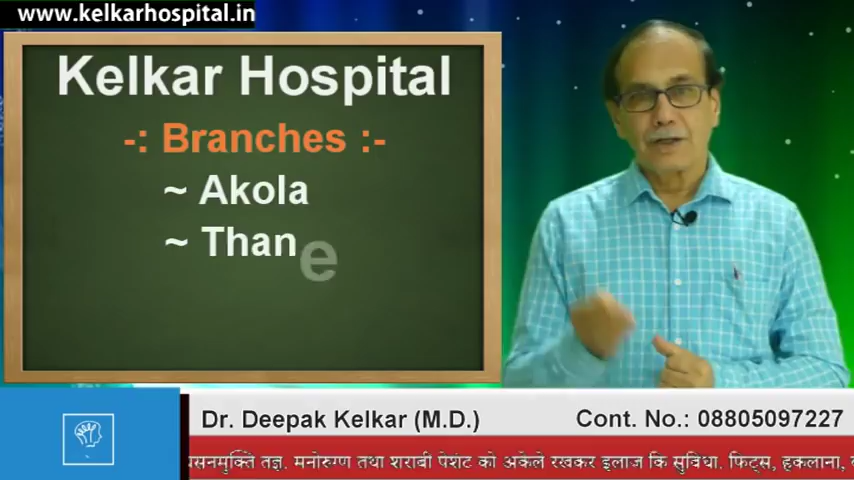 www.kelkarhospital.in
Kelkar Hospital
-: Branches :-
~ Akola
~ Thane
Dr. Deepak Kelkar (M.D.)
Cont. No.: 08805097227
तज्ञ. मनोरुग्ण तथा शराबी पेशंट को अकेले रखकर इलाज कि सुविधा. फिट्स, हकलाना,